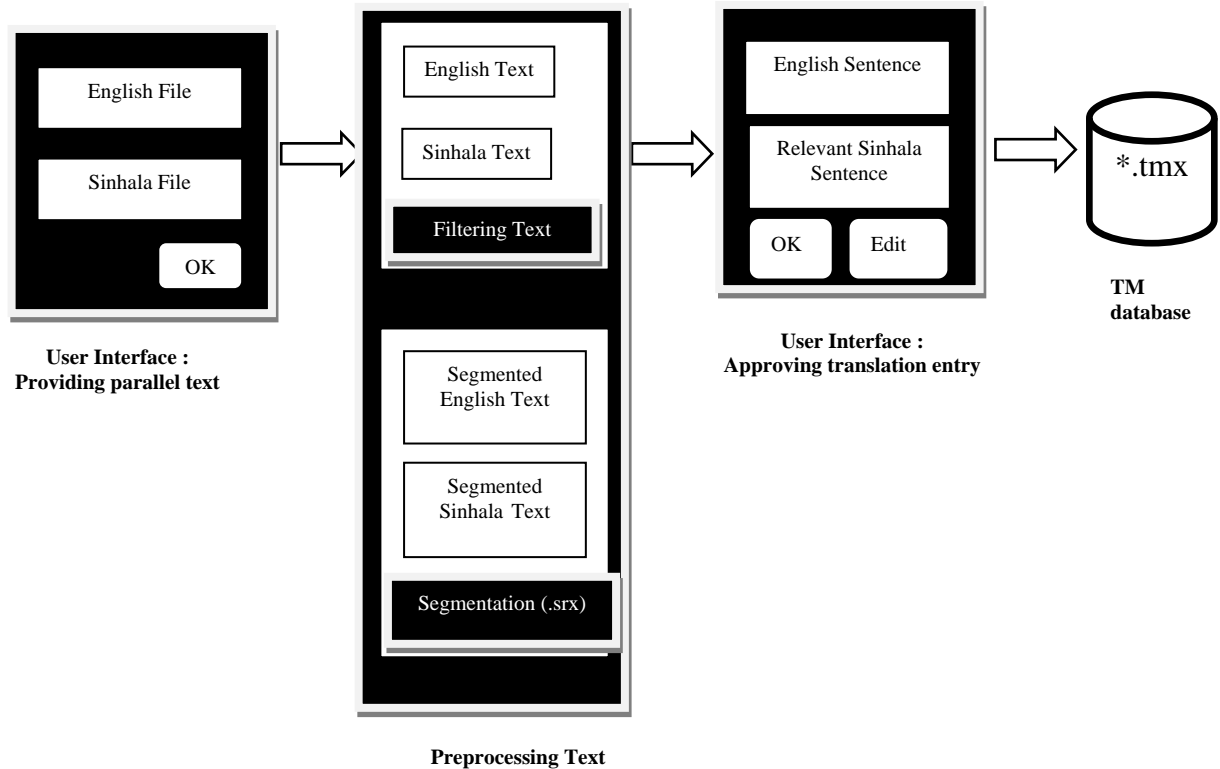 English File
Sinhala File
OK
User Interface :
Providing parallel text
English Text
Sinhala Text
Filtering Text
Segmented
English Text
Segmented
Sinhala Text
Segmentation (.srx)
Preprocessing Text
English Sentence
Relevant Sinhala
Sentence
OK
Edit
User Interface :
Approving translation entry
*.tmx
TM
database